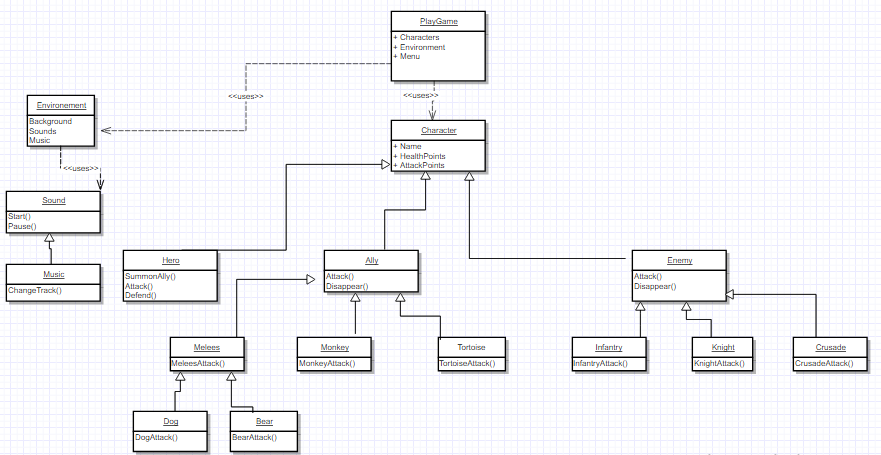 PlayGame
+ Characters
+ Environment
+ Menu
<<uses>>
<<uses>>
Environement
Background
Sounds
Music
Character
+ Name
+ HealthPoints
+ AttackPoints
<<uses>>
Sound
Start()
Pause()
Music
ChangeTrack()
Hero
SummonAlly()
Attack()
Defend()
Ally
Attack()
Disappear()
Enemy
Attack()
Disappear()
Melees
MeleesAttack()
Monkey
MonkeyAttack()
Tortoise
TortoiseAttack()
Infantry
InfantryAttack()
Knight
KnightAttack()
Crusade
CrusadeAttack()
Dog
DogAttack()
Bear
BearAttack()